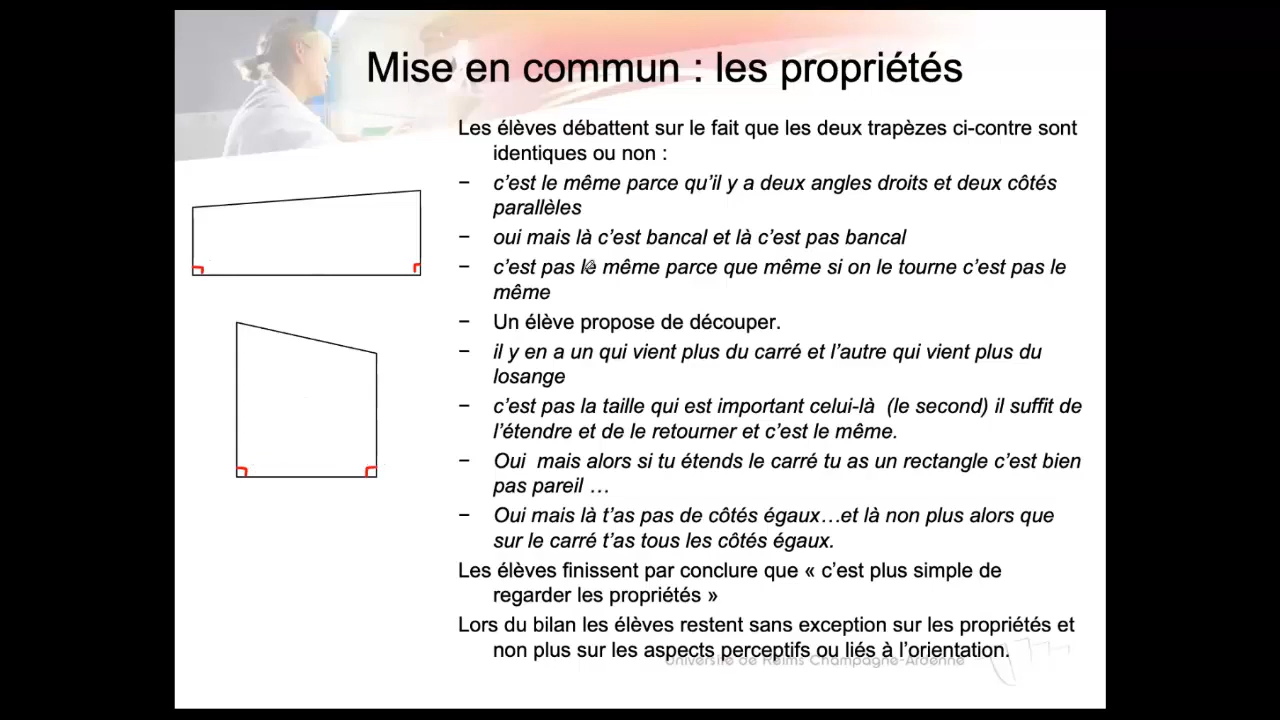 Mise en commun : les propriétés
Les élèves débattent sur le fait que les deux trapèzes ci-contre sont
identiques ou non :
− c’est le même parce qu’il y a deux angles droits et deux côtés
parallèles
− oui mais là c’est bancal et là c’est pas bancal
− c’est pas le même parce que même si on le tourne c’est pas le
même
− Un élève propose de découper.
− il y en a un qui vient plus du carré et l’autre qui vient plus du
losange
− c’est pas la taille qui est important celui-là (le second) il suffit de
l’étendre et de le retourner et c’est le même.
− Oui mais alors si tu étends le carré tu as un rectangle c’est bien
pas pareil …
− Oui mais là t’as pas de côtés égaux…et là non plus alors que
sur le carré t’as tous les côtés égaux.
Les élèves finissent par conclure que « c’est plus simple de
regarder les propriétés »
Lors du bilan les élèves restent sans exception sur les propriétés et
non plus sur les aspects perceptifs ou liés à l’orientation.
Université de Reims Champagne-Ardenne